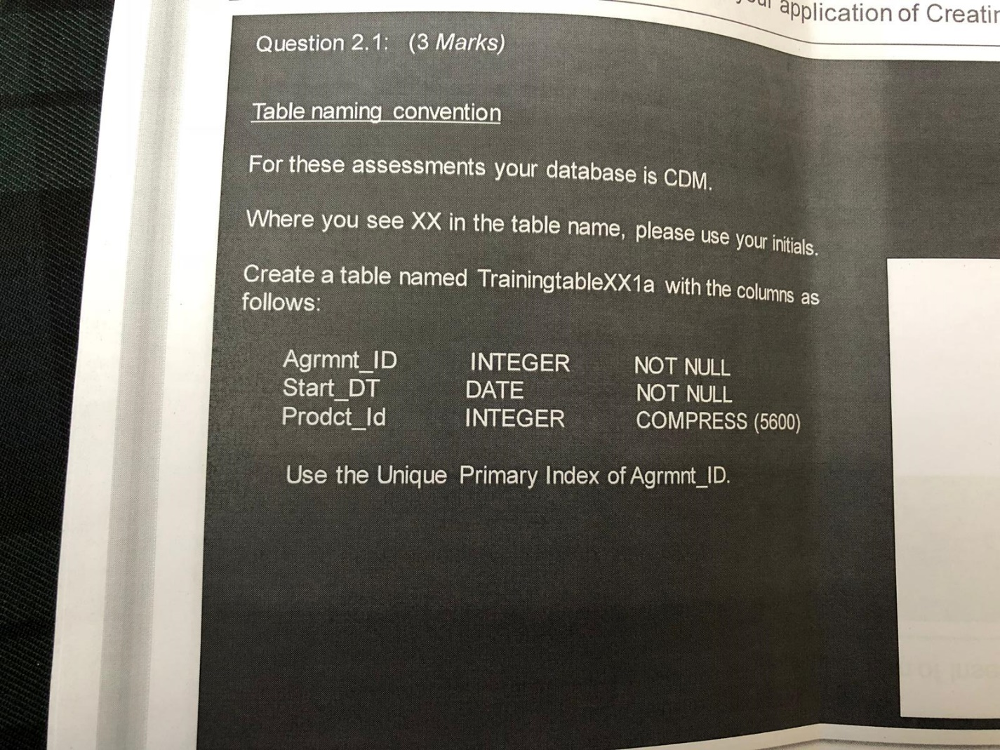 application of Creatin
Question 2.1: (3 Marks)
Table naming convention
For these assessments your database is CDM.
Where you see XX in the table name, please use your initials.
Create a table named TrainingtableXX1a with the columns as
follows:
Agrmnt_ID INTEGER NOT NULL
Start_DT DATE NOT NULL
Prodct_Id INTEGER COMPRESS (5600)
Use the Unique Primary Index of Agrmnt_ID.